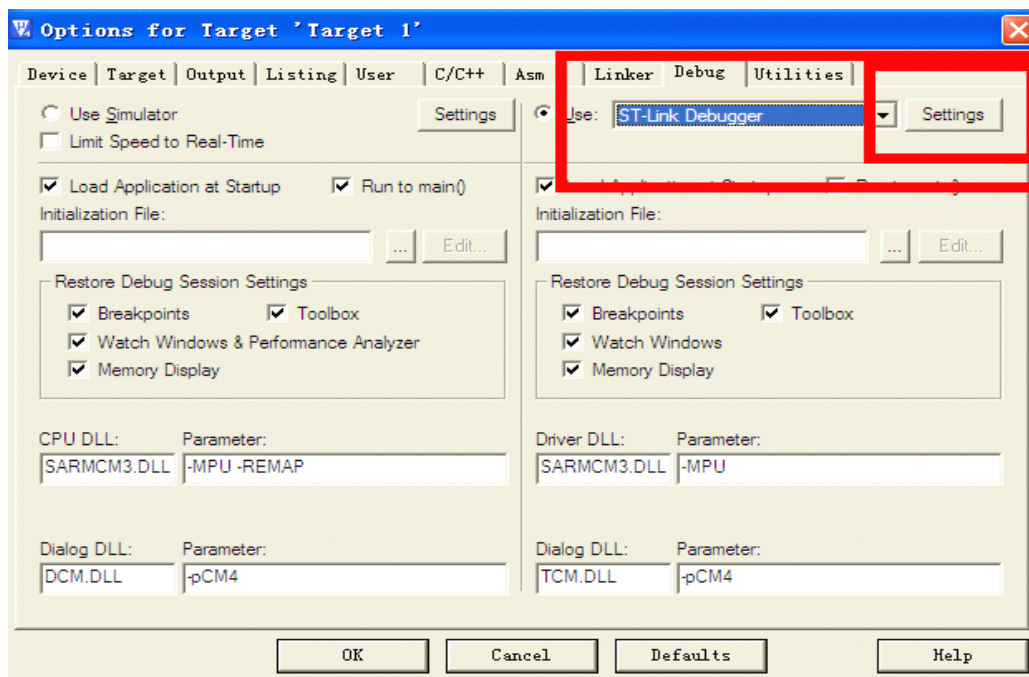 Options for Target 'Target 1'
Device Target Output Listing User C/C++ Asm Linker Debug Utilities
Use Simulator Settings Use: ST-Link Debugger Settings
Limit Speed to Real-Time
Load Application at Startup Run to main()
Initialization File: Initialization File:
... Edit... ... Edit...
Restore Debug Session Settings Restore Debug Session Settings
Breakpoints Toolbox Breakpoints Toolbox
Watch Windows & Performance Analyzer Watch Windows
Memory Display Memory Display
CPU DLL: Parameter: Driver DLL: Parameter:
SARMCM3.DLL -MPU -REMAP SARMCM3.DLL -MPU
Dialog DLL: Parameter: Dialog DLL: Parameter:
DCM.DLL -pCM4 TCM.DLL -pCM4
OK Cancel Defaults Help